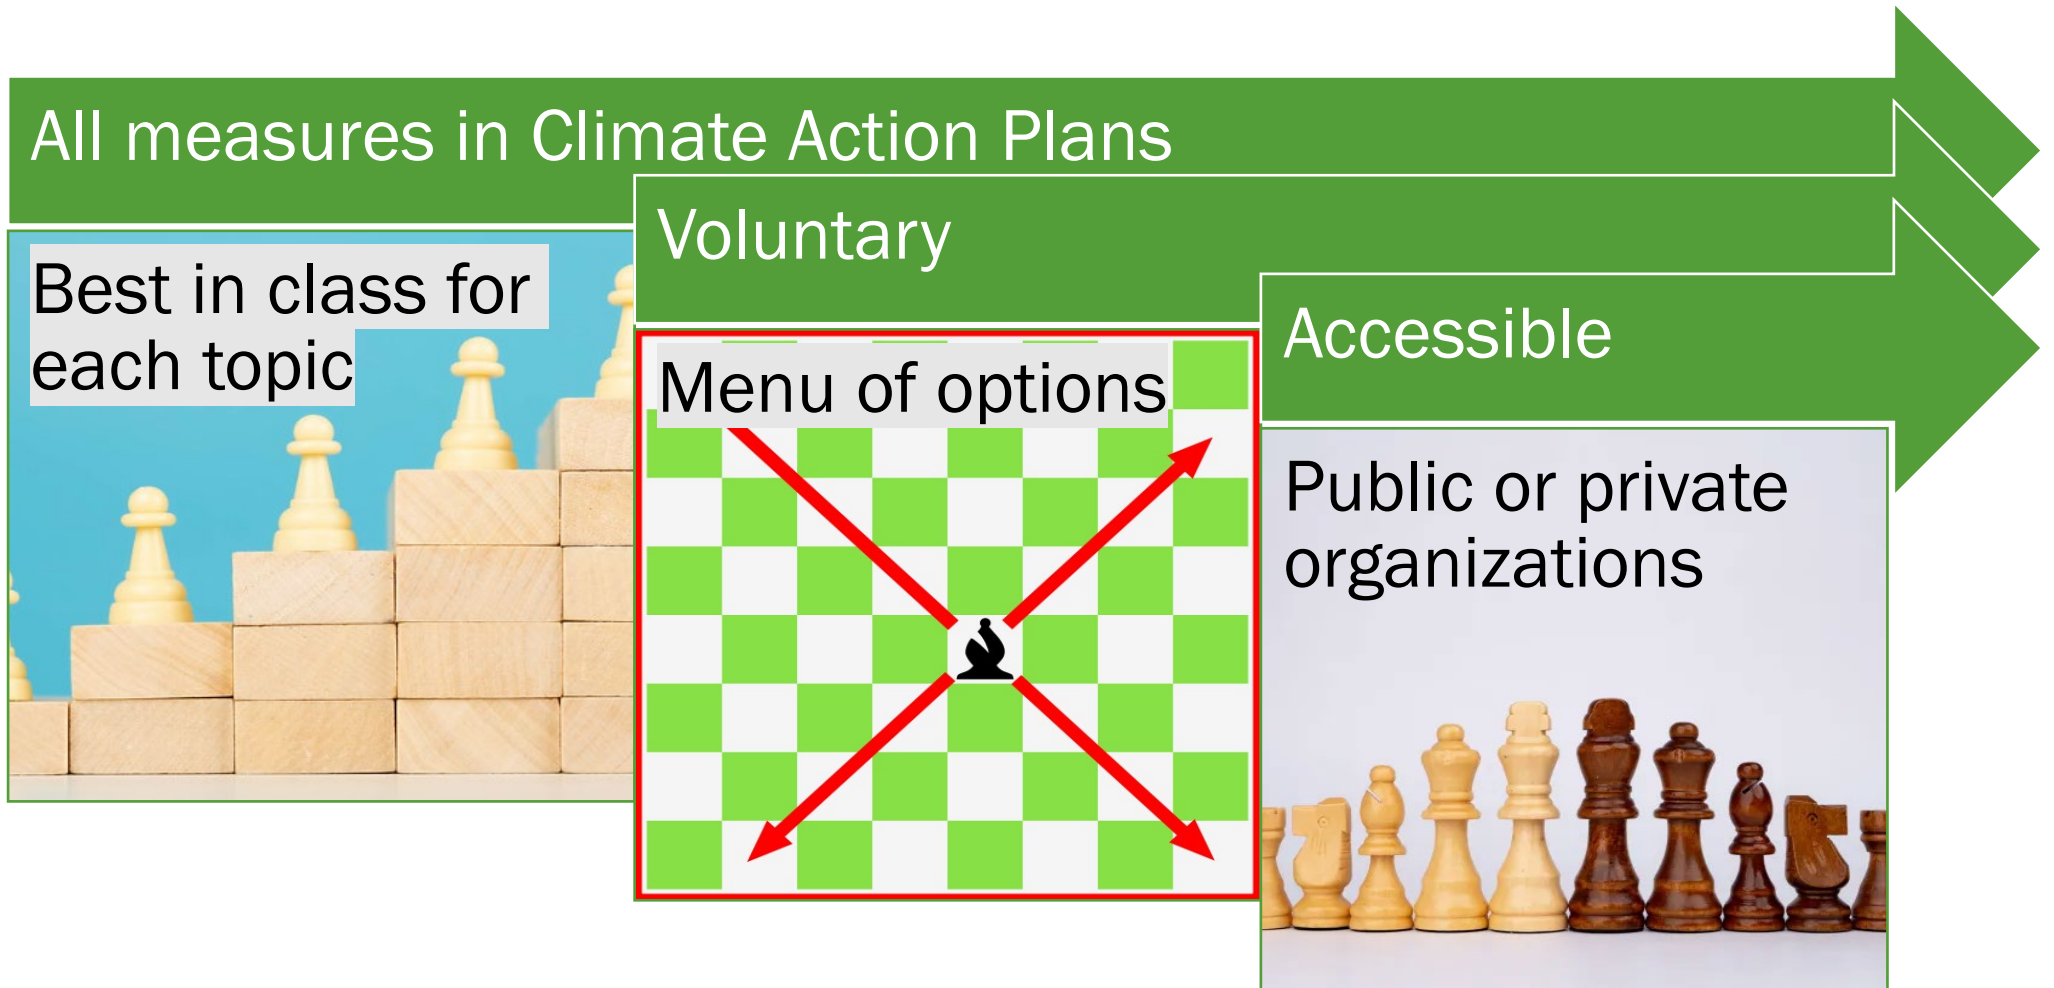 All measures in Climate Action Plans
Best in class for
each topic
Voluntary
Menu of options
Accessible
Public or private
organizations